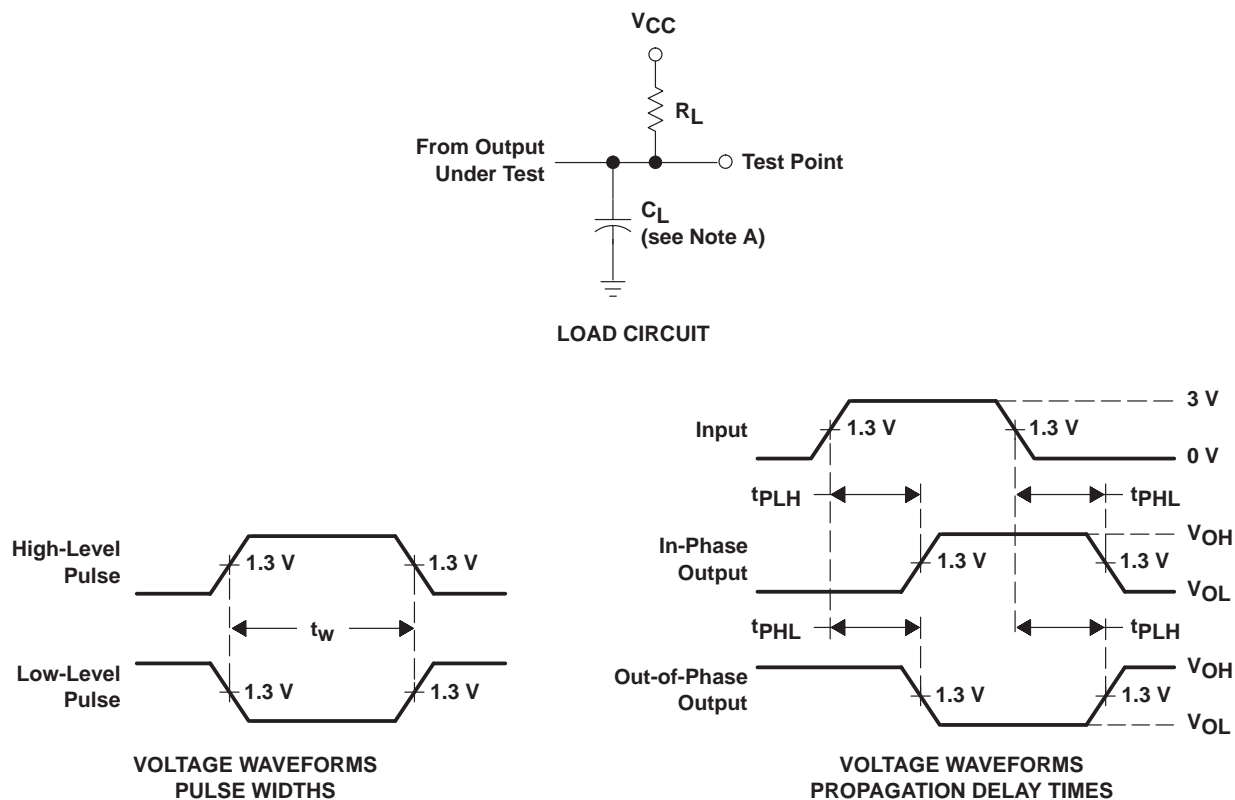 VCC
RL
From Output
Under Test
Test Point
CL
(see Note A)
LOAD CIRCUIT
Input
1.3 V
1.3 V
3 V
0 V
tPLH
tPHL
In-Phase
Output
1.3 V
1.3 V
VOH
VOL
tPHL
tPLH
Out-of-Phase
Output
1.3 V
1.3 V
VOH
VOL
VOLTAGE WAVEFORMS
PROPAGATION DELAY TIMES
High-Level
Pulse
1.3 V
1.3 V
tw
Low-Level
Pulse
1.3 V
1.3 V
VOLTAGE WAVEFORMS
PULSE WIDTHS